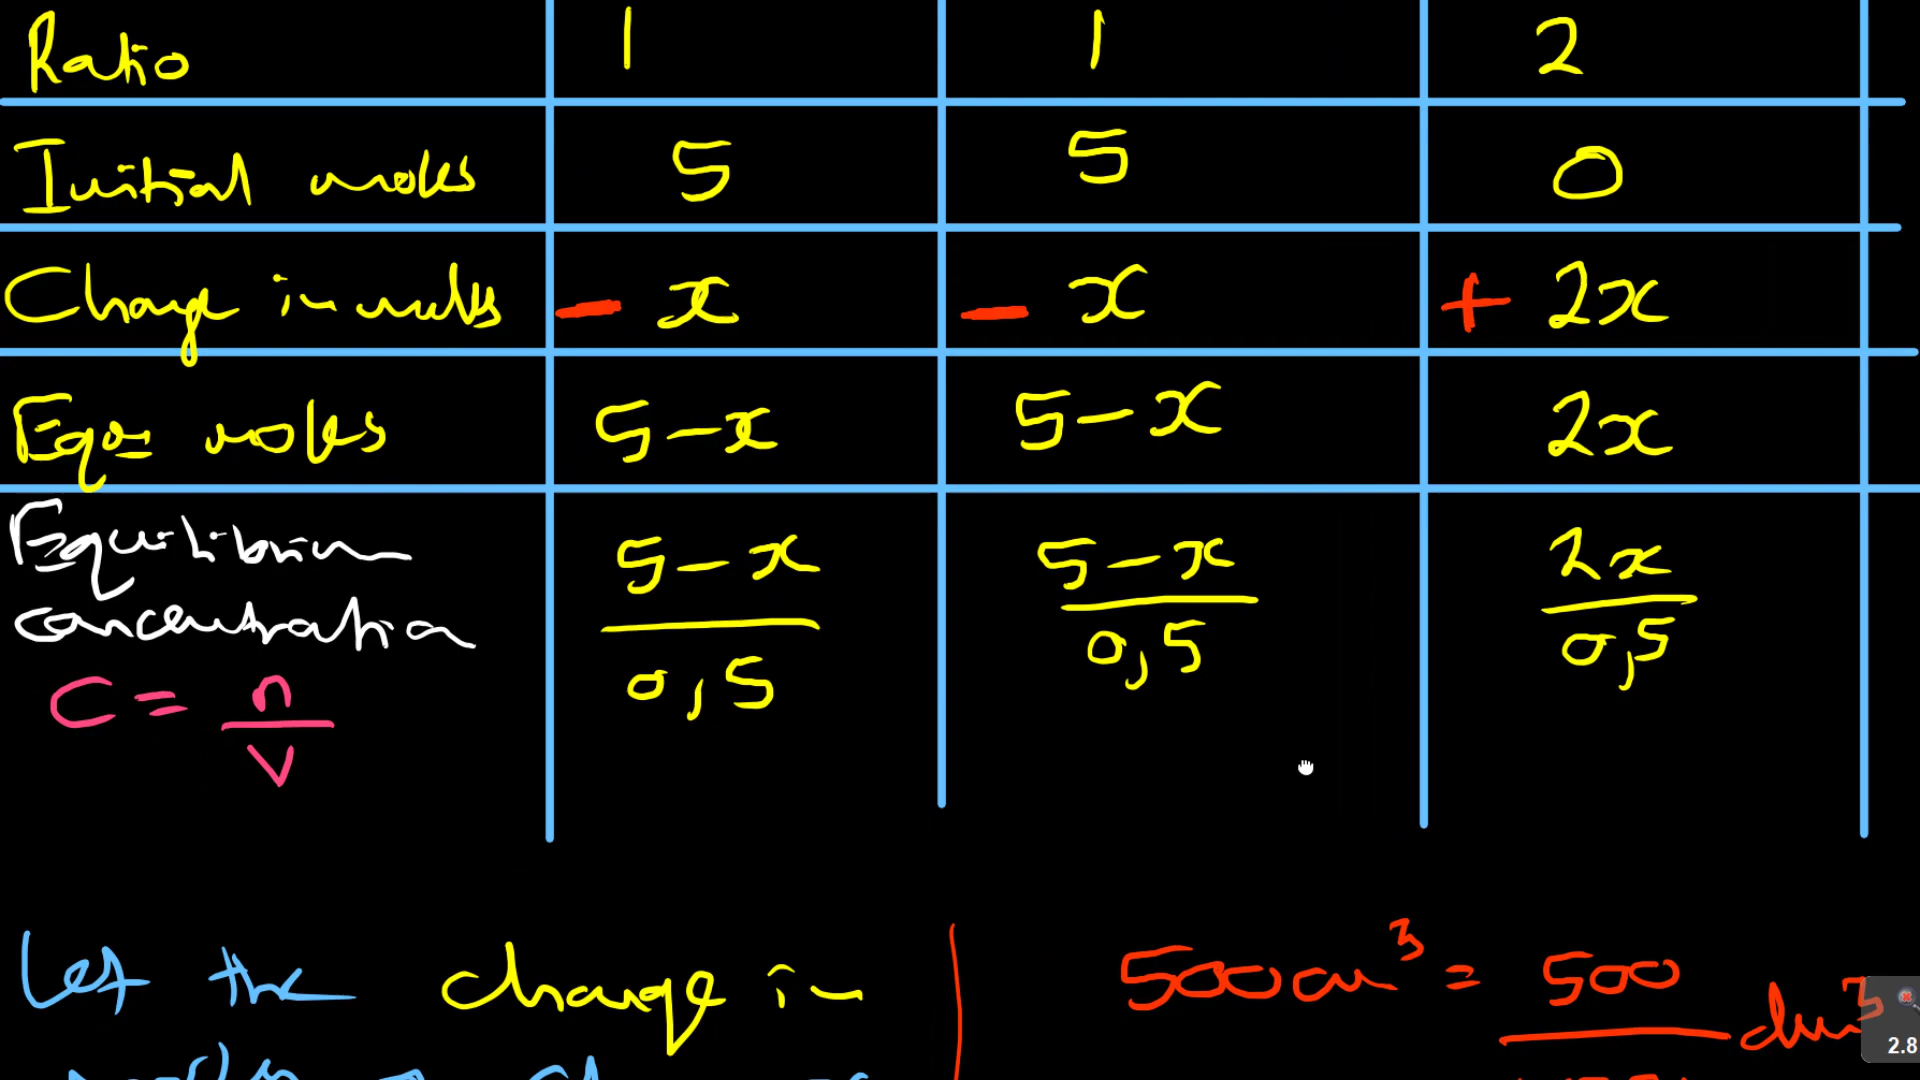 Ratio 1 1 2
Initial moles 5 5 0
Change in moles - x - x + 2x
Eqm moles 5-x 5-x 2x
Equilibrium concentration 5-x / 0,5 5-x / 0,5 2x / 0,5
C = n / v
Let the change in
500cm³ = 500 dm³
2.8